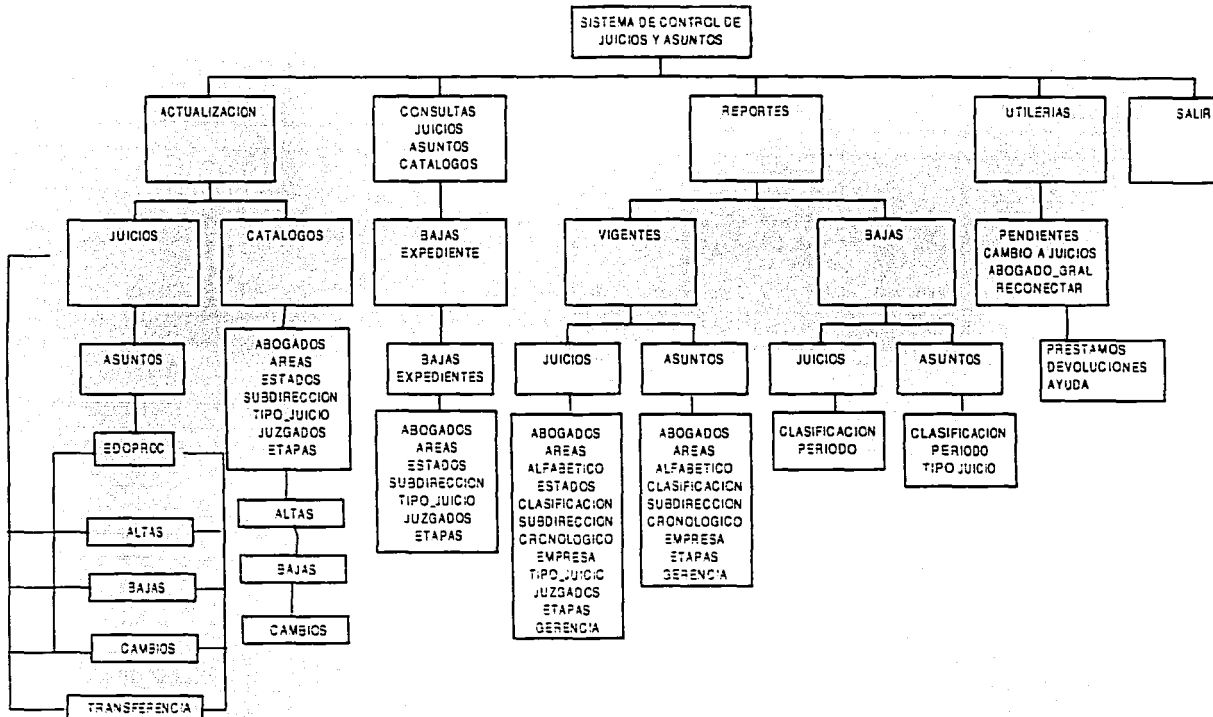 SISTEMA DE CONTROL DE
JUICIOS Y ASUNTOS
ACTUALIZACION
CONSULTAS
JUICIOS
ASUNTOS
CATALOGOS
REPORTES
UTILERIAS
SALIR
JUICIOS
CATALOGOS
BAJAS
EXPEDIENTE
VIGENTES
BAJAS
PENDIENTES
CAMBIO A JUICIOS
ABOGADO_GRAL
RECONECTAR
ASUNTOS
ABOGADOS
AREAS
ESTADOS
SUBDIRECCION
TIPO_JUICIO
JUZGADOS
ETAPAS
BAJAS
EXPEDIENTES
JUICIOS
ASUNTOS
JUICIOS
ASUNTOS
PRESTAMOS
DEVOLUCIONES
AYUDA
EDOPROC
ALTAS
BAJAS
CAMBIOS
TRANSFERENCIA
ALTAS
BAJAS
CAMBIOS
ABOGADOS
AREAS
ESTADOS
SUBDIRECCION
TIPO_JUICIO
JUZGADOS
ETAPAS
ABOGADOS
AREAS
ALFABETICO
ESTADOS
CLASIFICACION
SUBDIRECCION
CRONOLOGICO
EMPRESA
TIPO_JUICIO
JUZGADOS
ETAPAS
GERENCIA
ABOGADOS
AREAS
ALFABETICO
CLASIFICACION
SUBDIRECCION
CRONOLOGICO
EMPRESA
ETAPAS
GERENCIA
CLASIFICACION
PERIODO
CLASIFICACION
PERIODO
TIPO JUICIO